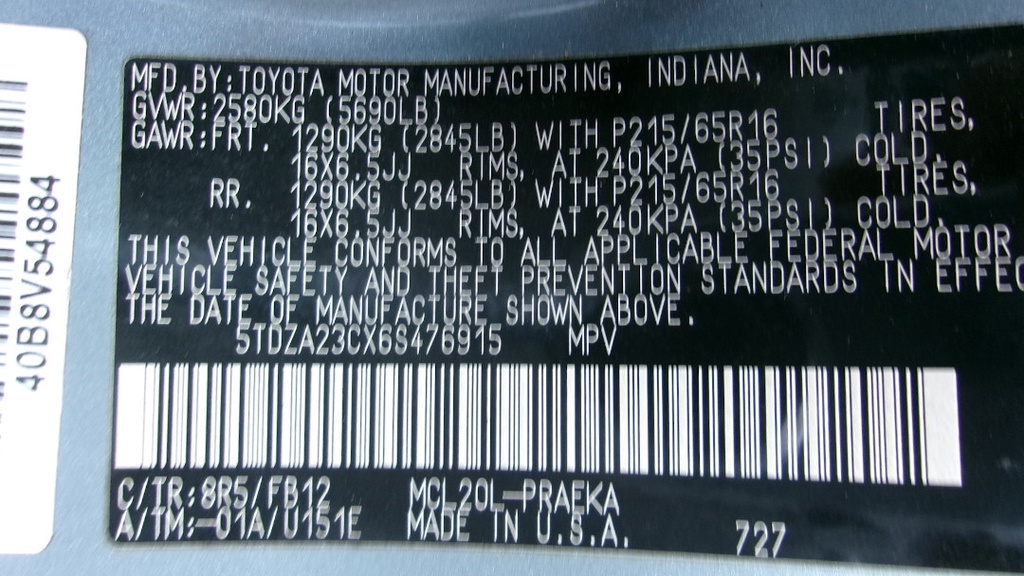 MFD.BY:TOYOTA MOTOR MANUFACTURING, INDIANA, INC.
GVWR:2580KG (5690LB)
GAWR:FRT. 1290KG (2845LB) WITH P215/65R16 TIRES,
16X6.5JJ RIMS, AT 240KPA (35PSI) COLD.
RR. 1290KG (2845LB) WITH P215/65R16 TIRES,
16X6.5JJ RIMS, AT 240KPA (35PSI) COLD.
THIS VEHICLE CONFORMS TO ALL APPLICABLE FEDERAL MOTOR
VEHICLE SAFETY AND THEFT PREVENTION STANDARDS IN EFFEC
THE DATE OF MANUFACTURE SHOWN ABOVE.
5TDZA23CX6S476915 MPV
C/TR:8R5/FB12 MCL20L-PRAEKA
A/TM:-01A/U151E MADE IN U.S.A. 727
40B8V54884